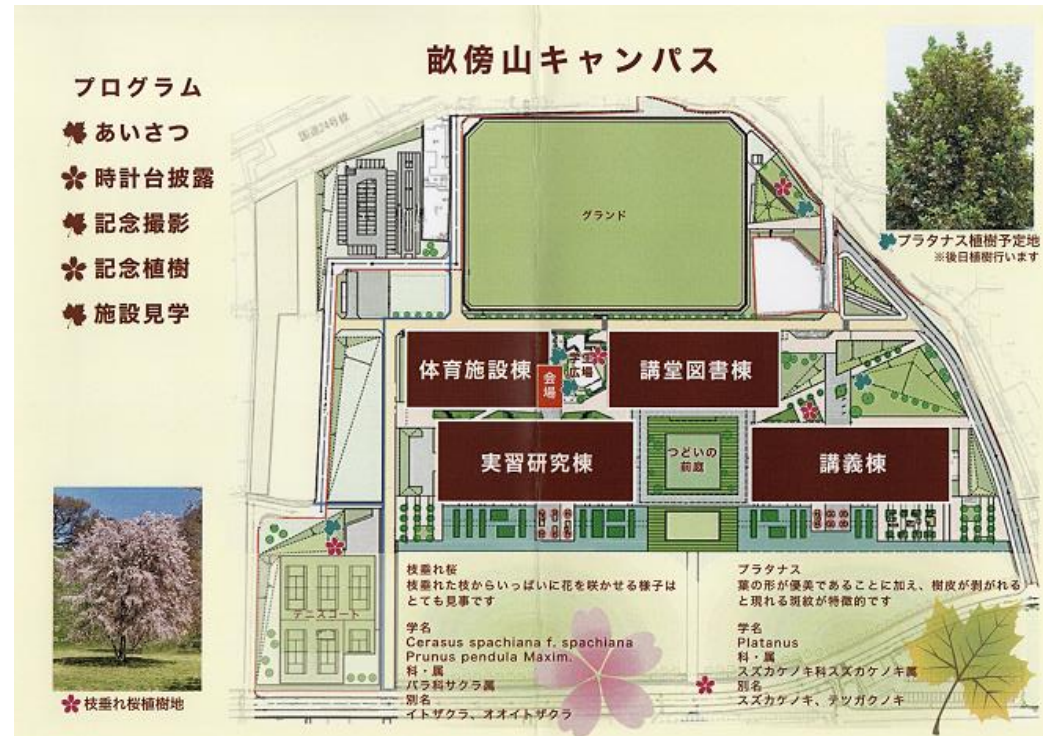 畝傍山キャンパス
プログラム
あいさつ
時計台披露
記念撮影
記念植樹
施設見学
国道24号線
グランド
プラタナス植樹予定地
※後日植樹行います
体育施設棟
会場
学生
広場
講堂図書棟
実習研究棟
つどいの
前庭
講義棟
テニスコート
枝垂れ桜植樹地
枝垂れ桜
枝垂れた枝からいっぱいに花を咲かせる様子は
とても見事です
学名
Cerasus spachiana f. spachiana
Prunus pendula Maxim.
科・属
バラ科サクラ属
別名
イトザクラ、オオイトザクラ
プラタナス
葉の形が優美であることに加え、樹皮が剥がれる
と現れる斑紋が特徴的です
学名
Platanus
科・属
スズカケノキ科スズカケノキ属
別名
スズカケノキ、テツガクノキ